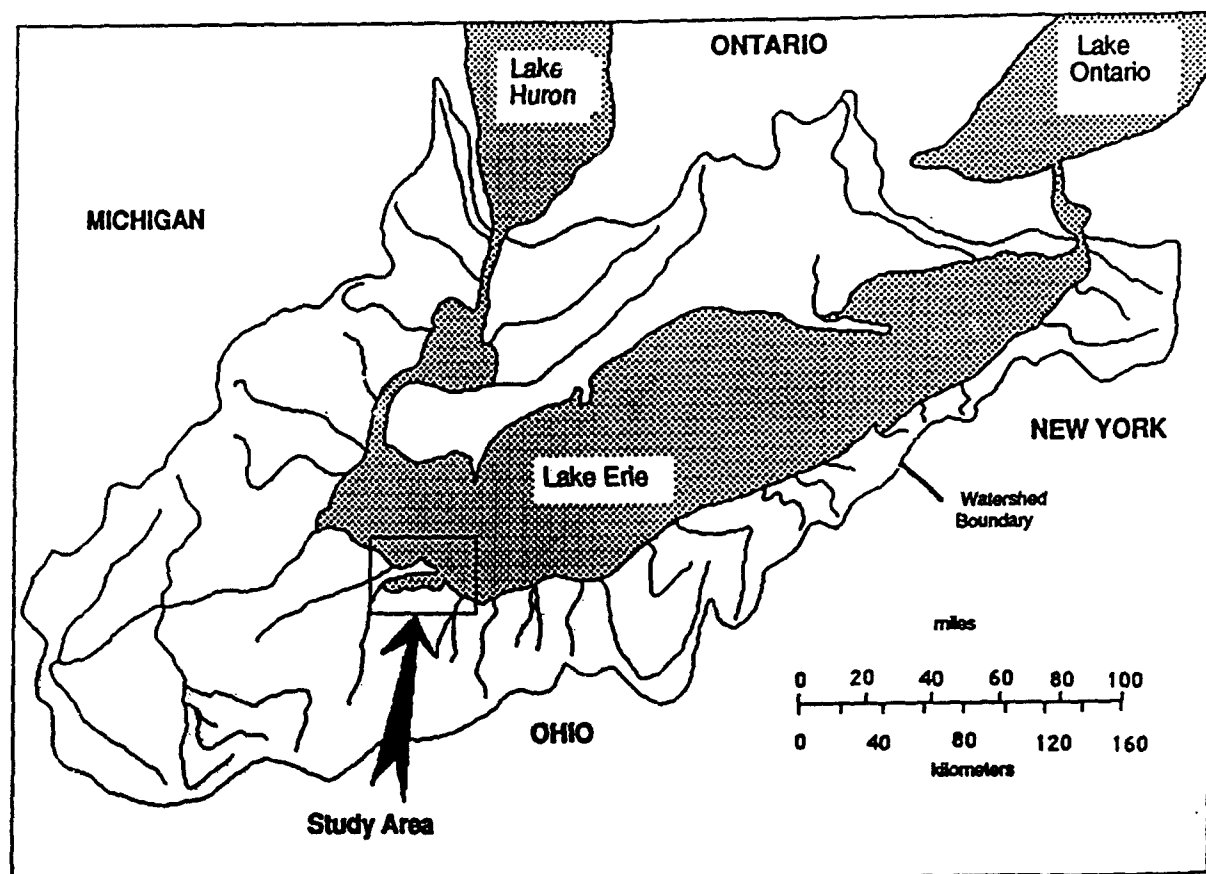 ONTARIO
Lake
Huron
Lake
Ontario
MICHIGAN
NEW YORK
Lake Erie
Watershed
Boundary
miles
0 20 40 60 80 100
0 40 80 120 160
kilometers
OHIO
Study Area